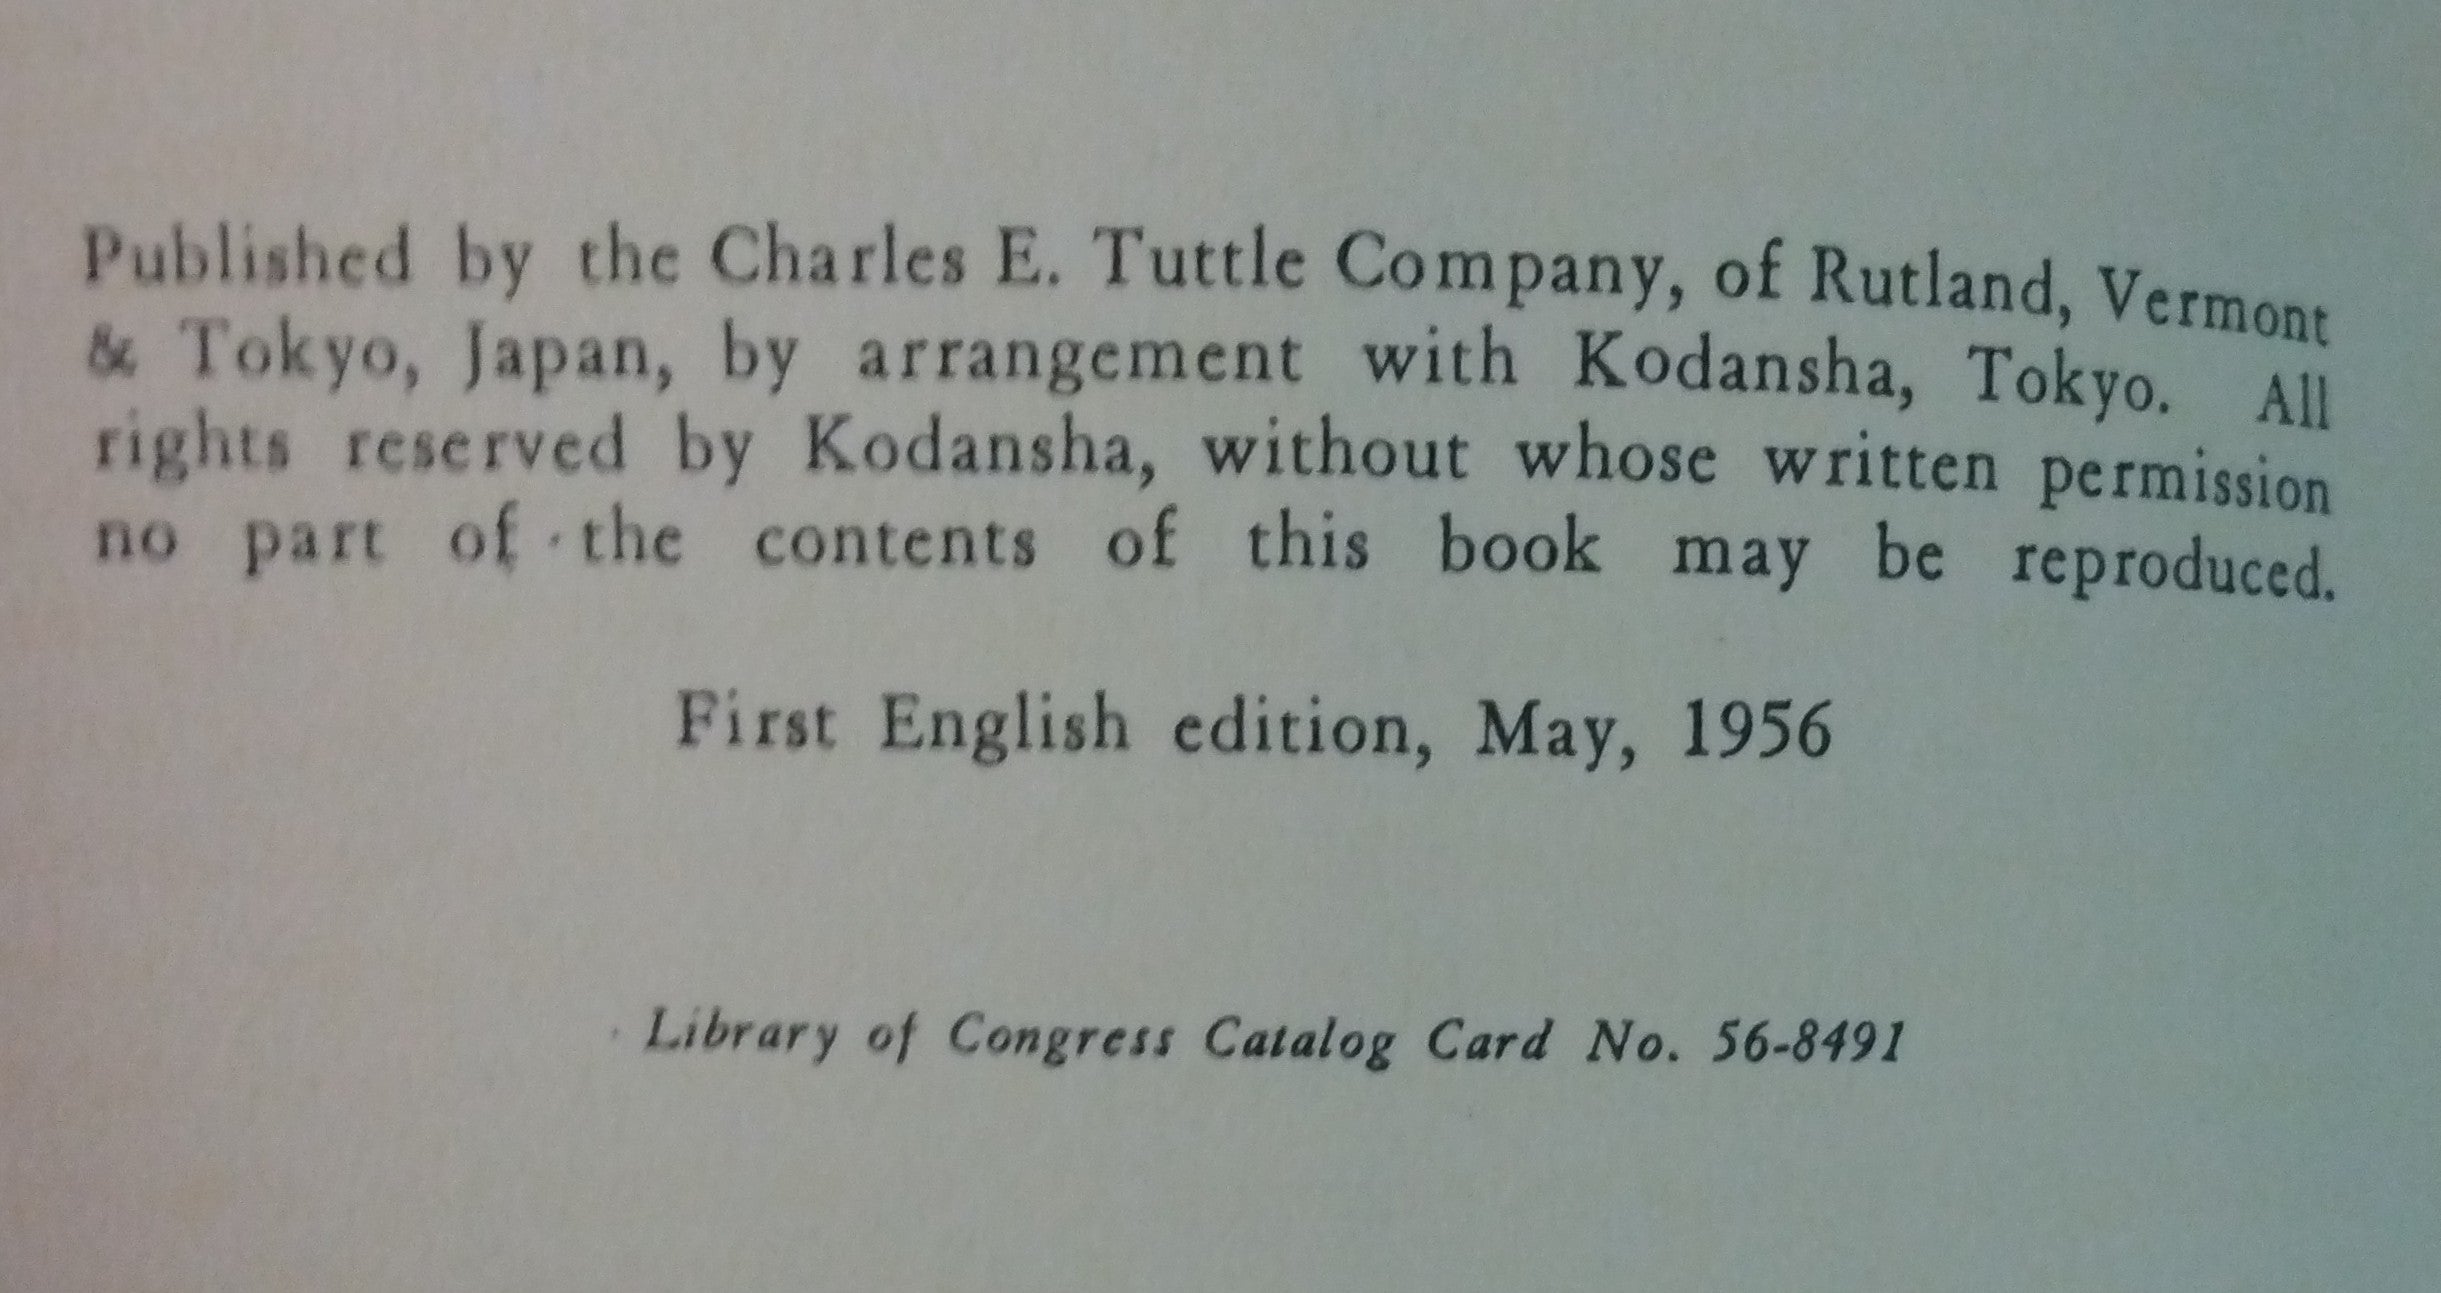 Published by the Charles E. Tuttle Company, of Rutland, Vermont
& Tokyo, Japan, by arrangement with Kodansha, Tokyo. All
rights reserved by Kodansha, without whose written permission
no part of the contents of this book may be reproduced.
First English edition, May, 1956
Library of Congress Catalog Card No. 56-8491